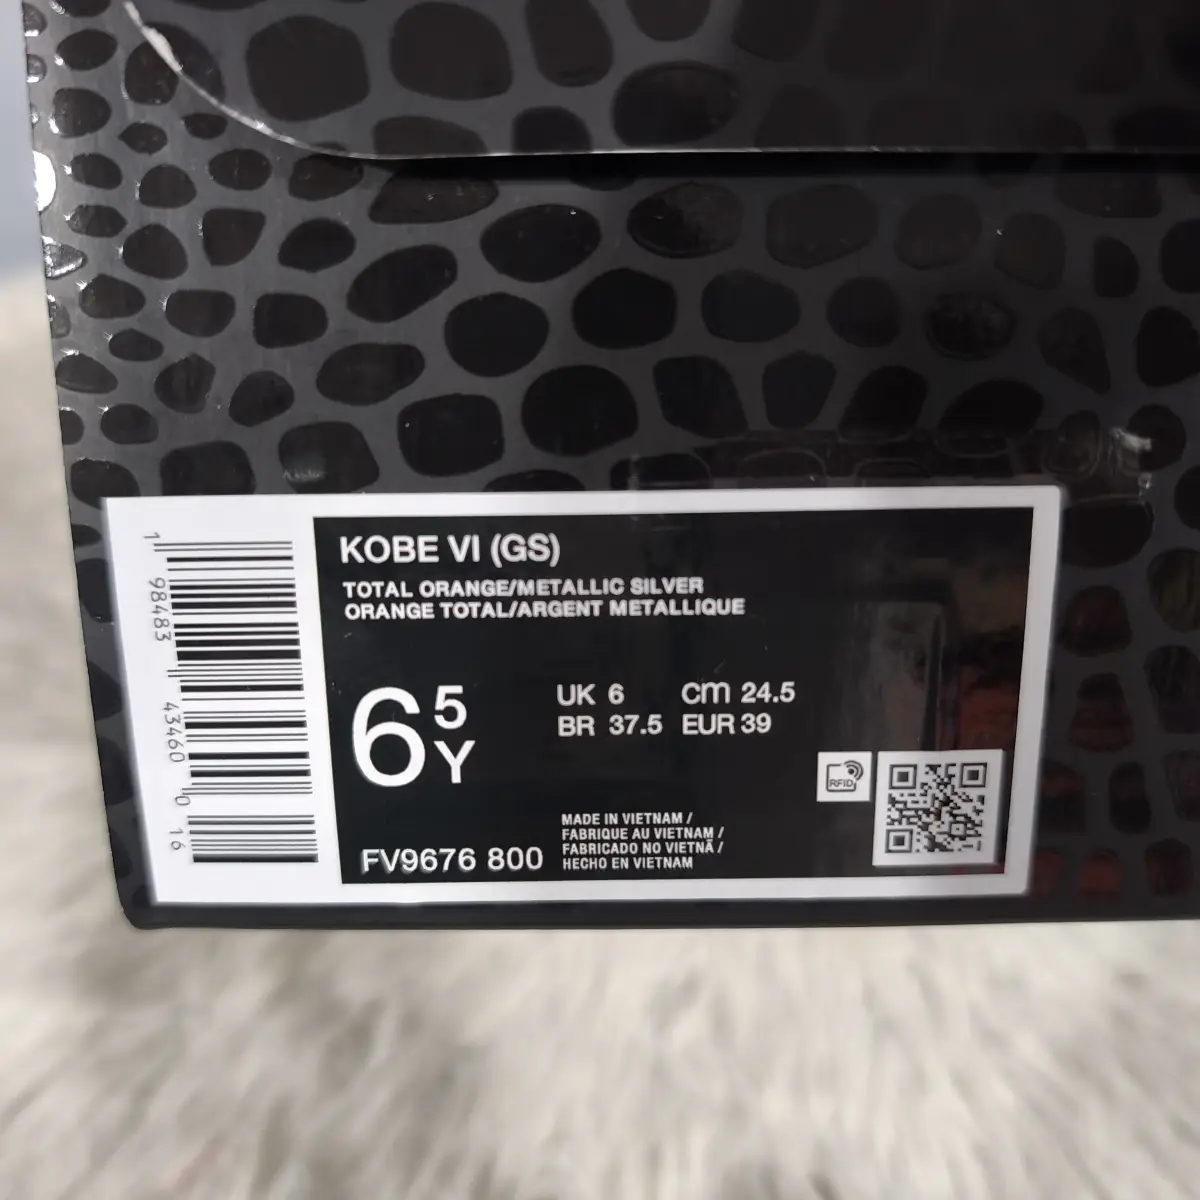 KOBE VI (GS)
TOTAL ORANGE/METALLIC SILVER
ORANGE TOTAL/ARGENT METALLIQUE
6 5 Y
UK 6 cm 24.5
BR 37.5 EUR 39
RFID
FV9676 800
MADE IN VIETNAM /
FABRIQUE AU VIETNAM /
FABRICADO NO VIETNÃ /
HECHO EN VIETNAM
1 98483 43460 0 16